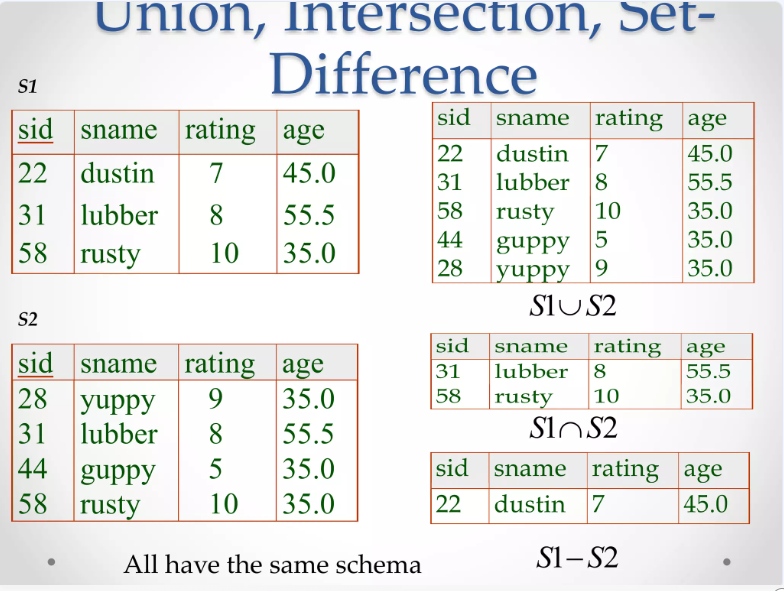 Union, Intersection, Set-
Difference
S1
sid sname rating age
22 dustin 7 45.0
31 lubber 8 55.5
58 rusty 10 35.0
S2
sid sname rating age
28 yuppy 9 35.0
31 lubber 8 55.5
44 guppy 5 35.0
58 rusty 10 35.0
sid sname rating age
22 dustin 7 45.0
31 lubber 8 55.5
58 rusty 10 35.0
44 guppy 5 35.0
28 yuppy 9 35.0
S1∪S2
sid sname rating age
31 lubber 8 55.5
58 rusty 10 35.0
S1∩S2
sid sname rating age
22 dustin 7 45.0
S1−S2
• All have the same schema •